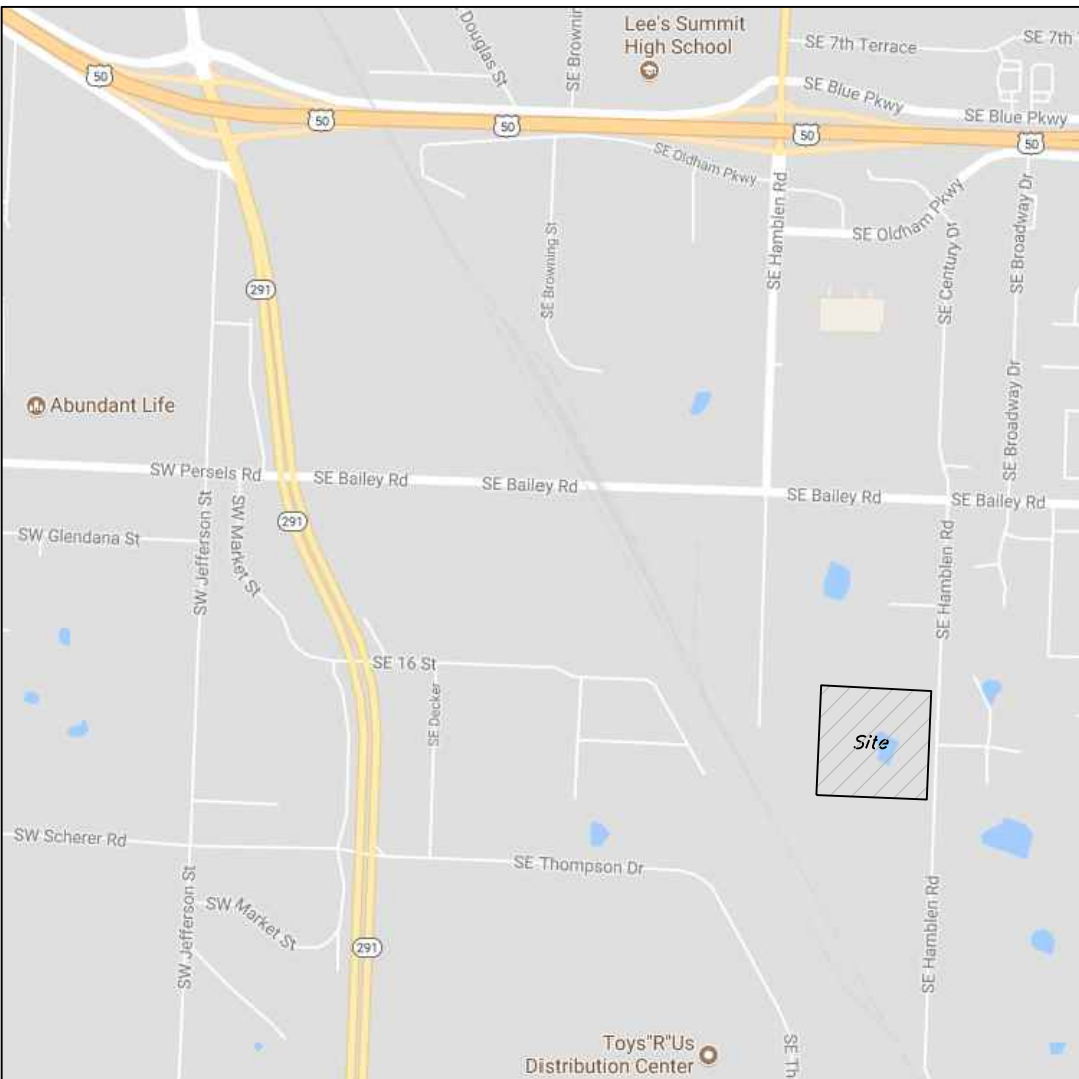 Douglas St
SE Brownin
Lee's Summit
High School
SE 7th Terrace
SE 7th
50
SE Blue Pkwy
SE Blue Pkwy
50
50
50
50
SE Oldham Pkwy
SE Hamblen Rd
SE Oldham Pkwy
SE Century Dr
SE Broadway Dr
SE Browning St
291
Abundant Life
SE Broadway Dr
SW Persels Rd
SE Bailey Rd
SE Bailey Rd
SE Bailey Rd
SE Bailey Rd
SW Glendana St
SW Jefferson St
SW Market St
291
SE Hamblen Rd
SE 16 St
SE Decker
Site
SW Scherer Rd
SE Thompson Dr
SW Jefferson St
SW Market St
291
SE Hamblen Rd
Toys"R"Us
Distribution Center
SE Th